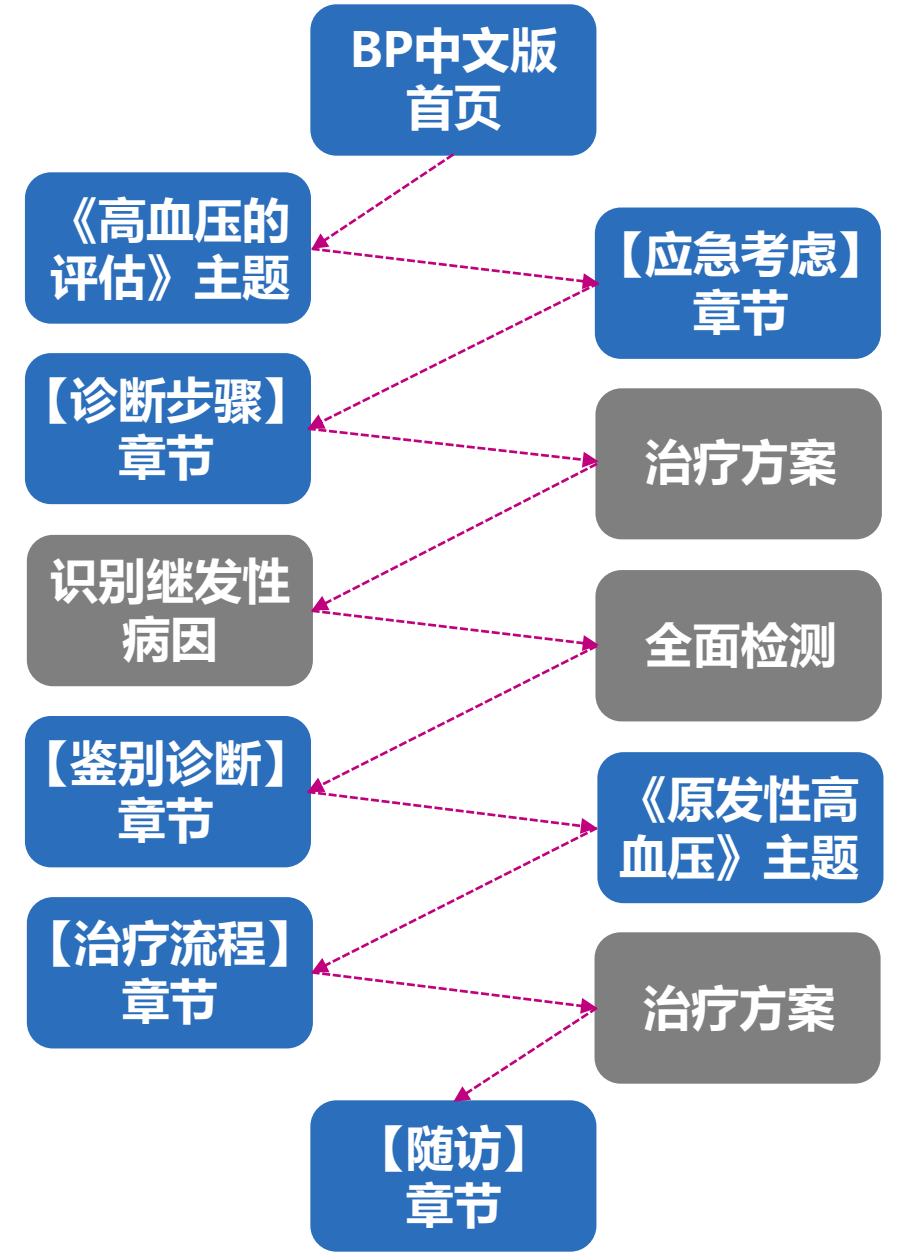 BP中文版
首页
《高血压的
评估》主题
【应急考虑】
章节
【诊断步骤】
章节
治疗方案
识别继发性
病因
全面检测
【鉴别诊断】
章节
《原发性高
血压》主题
【治疗流程】
章节
治疗方案
【随访】
章节